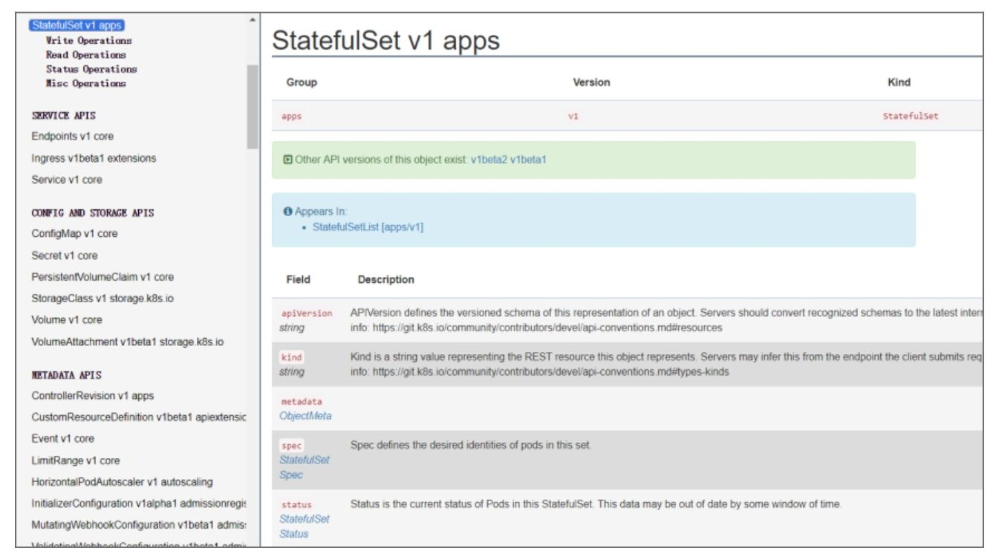 StatefulSet v1 apps
Write Operations
Read Operations
Status Operations
Misc Operations
SERVICE APIS
Endpoints v1 core
Ingress v1beta1 extensions
Service v1 core
CONFIG AND STORAGE APIS
ConfigMap v1 core
Secret v1 core
PersistentVolumeClaim v1 core
StorageClass v1 storage.k8s.io
Volume v1 core
VolumeAttachment v1beta1 storage.k8s.io
METADATA APIS
ControllerRevision v1 apps
CustomResourceDefinition v1beta1 apiextensic
Event v1 core
LimitRange v1 core
HorizontalPodAutoscaler v1 autoscaling
InitializerConfiguration v1alpha1 admissionregis
MutatingWebhookConfiguration v1beta1 admis
ValidatingWebhookConfiguration v1beta1 admi
StatefulSet v1 apps
Group Version Kind
apps v1 StatefulSet
Other API versions of this object exist: v1beta2 v1beta1
Appears In:
• StatefulSetList [apps/v1]
Field Description
apiVersion APIVersion defines the versioned schema of this representation of an object. Servers should convert recognized schemas to the latest inter
string info: https://git.k8s.io/community/contributors/devel/api-conventions.md#resources
kind Kind is a string value representing the REST resource this object represents. Servers may infer this from the endpoint the client submits req
string info: https://git.k8s.io/community/contributors/devel/api-conventions.md#types-kinds
metadata
ObjectMeta
spec Spec defines the desired identities of pods in this set.
StatefulSet
Spec
status Status is the current status of Pods in this StatefulSet. This data may be out of date by some window of time.
StatefulSet
Status